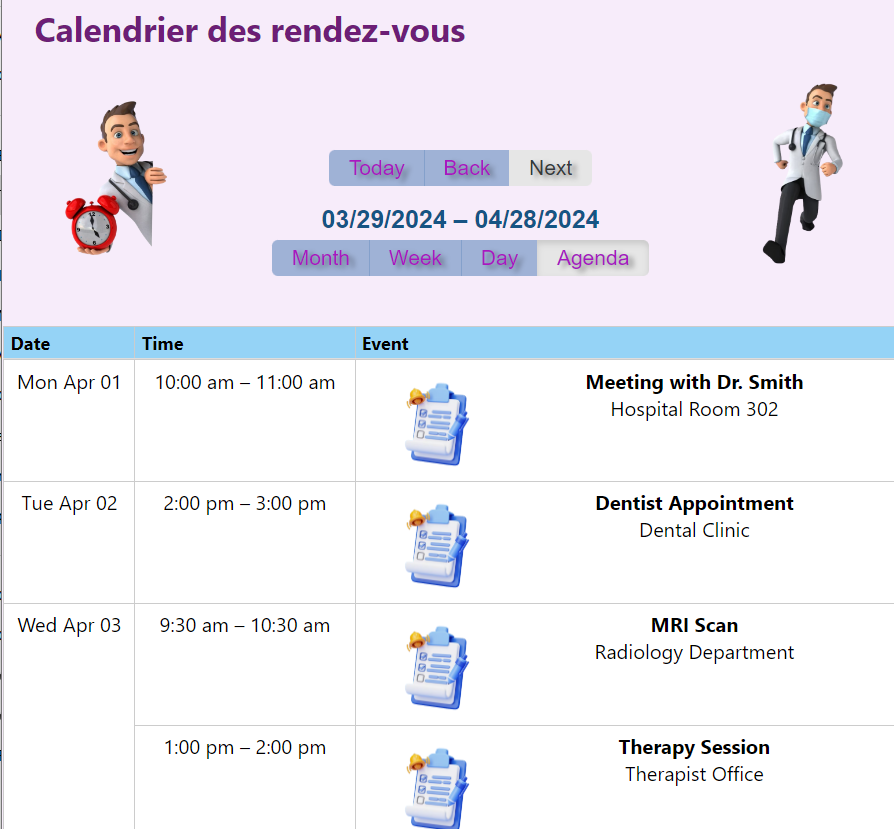 Calendrier des rendez-vous
Today Back Next
03/29/2024 – 04/28/2024
Month Week Day Agenda
Date Time Event
Mon Apr 01 10:00 am – 11:00 am Meeting with Dr. Smith
Hospital Room 302
Tue Apr 02 2:00 pm – 3:00 pm Dentist Appointment
Dental Clinic
Wed Apr 03 9:30 am – 10:30 am MRI Scan
Radiology Department
1:00 pm – 2:00 pm Therapy Session
Therapist Office